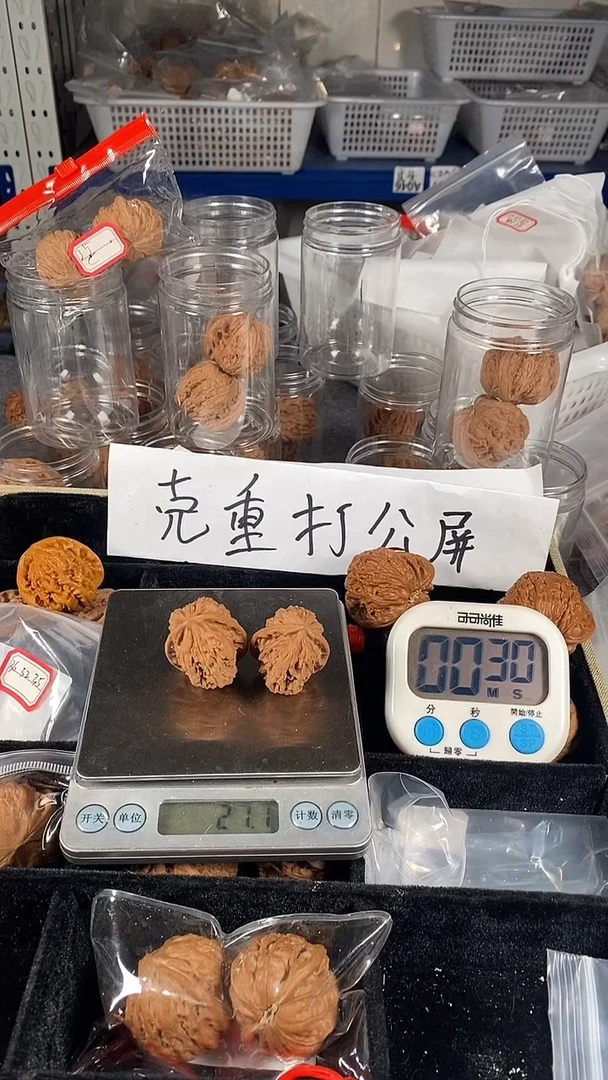 克重打公屏
可可尚佳
00 30
M S
分 秒 開始/停止
歸零
开关 单位 27.1 计数 清零